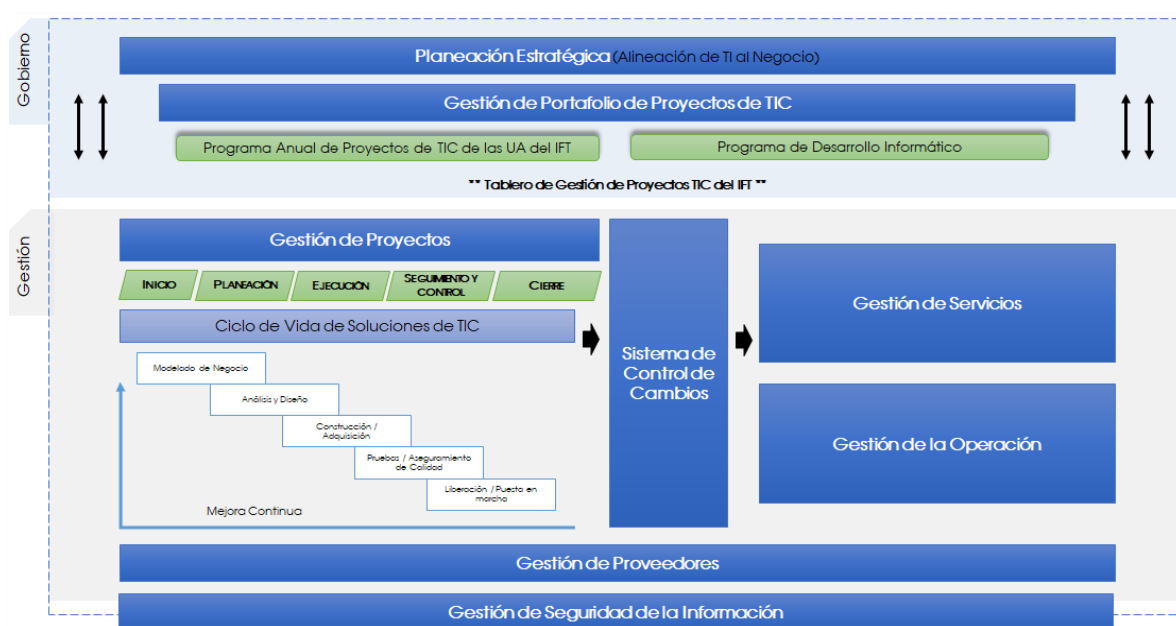 Gobierno
Planeación Estratégica (Alineación de TI al Negocio)
Gestión de Portafolio de Proyectos de TIC
Programa Anual de Proyectos de TIC de las UA del IFT
Programa de Desarrollo Informático
** Tablero de Gestión de Proyectos TIC del IFT **
Gestión
Gestión de Proyectos
INICIO
PLANEACIÓN
EJECUCIÓN
SEGUIMIENTO Y
CONTROL
CIERRE
Ciclo de Vida de Soluciones de TIC
Modelado de Negocio
Análisis y Diseño
Construcción /
Adquisición
Pruebas / Aseguramiento
de Calidad
Liberación / Puesta en
marcha
Mejora Continua
Sistema de
Control de
Cambios
Gestión de Servicios
Gestión de la Operación
Gestión de Proveedores
Gestión de Seguridad de la Información